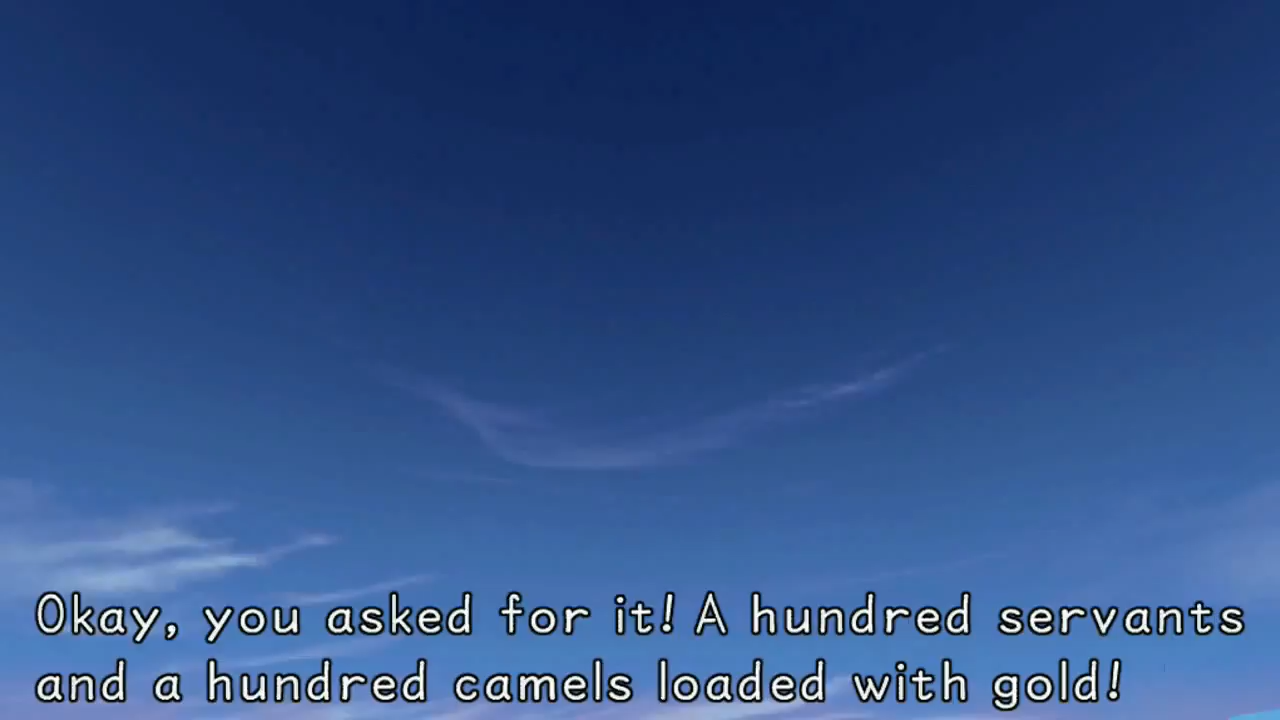 Okay, you asked for it! A hundred servants
and a hundred camels loaded with gold!